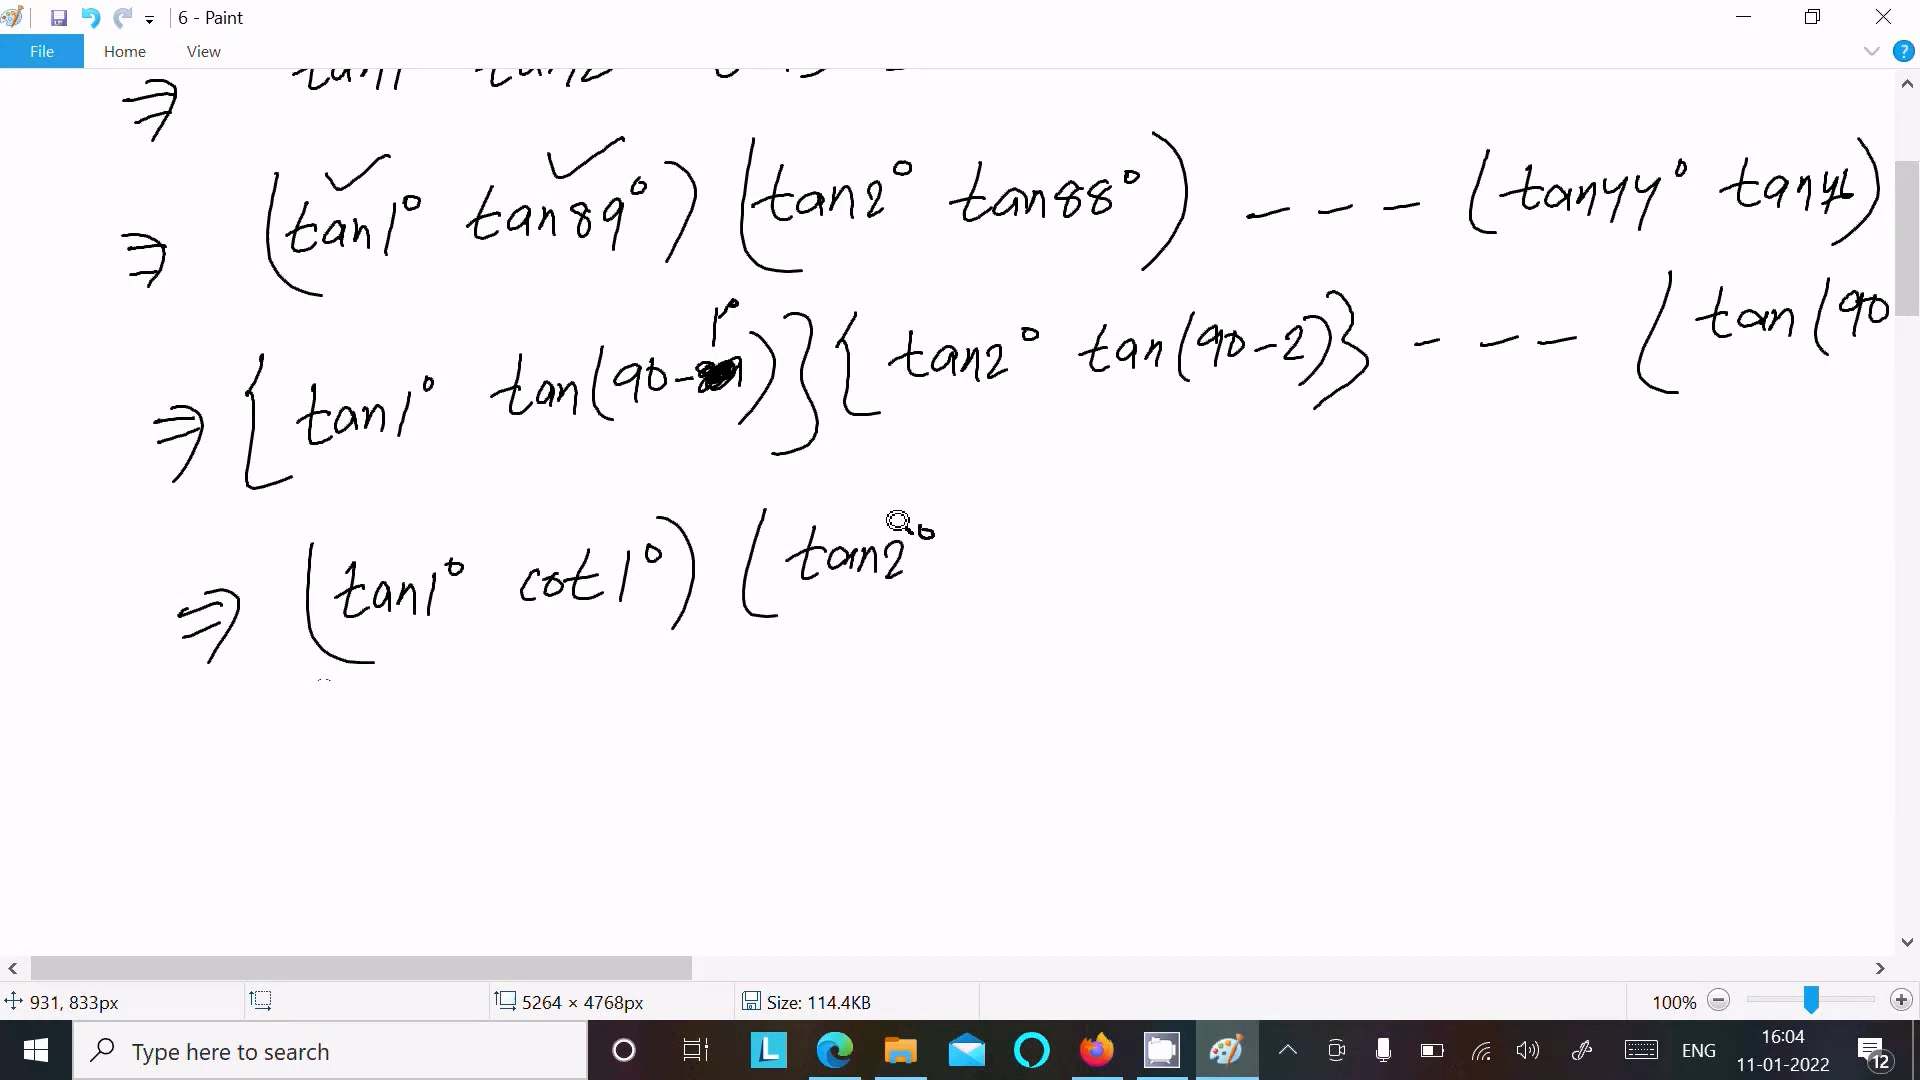 6 - Paint
File Home View
⇒ tan1 tan2
⇒ (tan1° tan89°) (tan2° tan88°) - - - (tan44° tan46)
⇒ { tan1° tan(90-1°)} { tan2° tan(90-2)} - - - ( tan(90
⇒ (tan1° cot1°) (tan2°
931, 833px 5264 × 4768px Size: 114.4KB 100%
Type here to search
ENG 16:04
11-01-2022 12